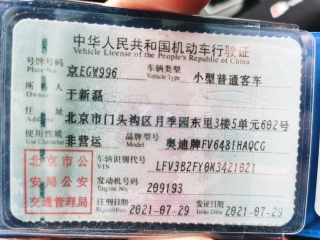 中华人民共和国机动车行驶证
Vehicle License of the People's Republic of China
号牌号码 京EGW996 车辆类型 小型普通客车
Plate No. Vehicle Type
所有人 于新磊
Owner
住址 北京市门头沟区月季园东里3楼5单元602号
Address
使用性质 非营运 品牌型号 奥迪牌FV6481HAQCG
Use Character Model
北京市公安局公安交通管理局
车辆识别代号 LFV3B2FY0M3421021
VIN
发动机号码 209193
Engine No.
注册日期 2021-07-29 发证日期 2021-07-29
Register Date Issue Date